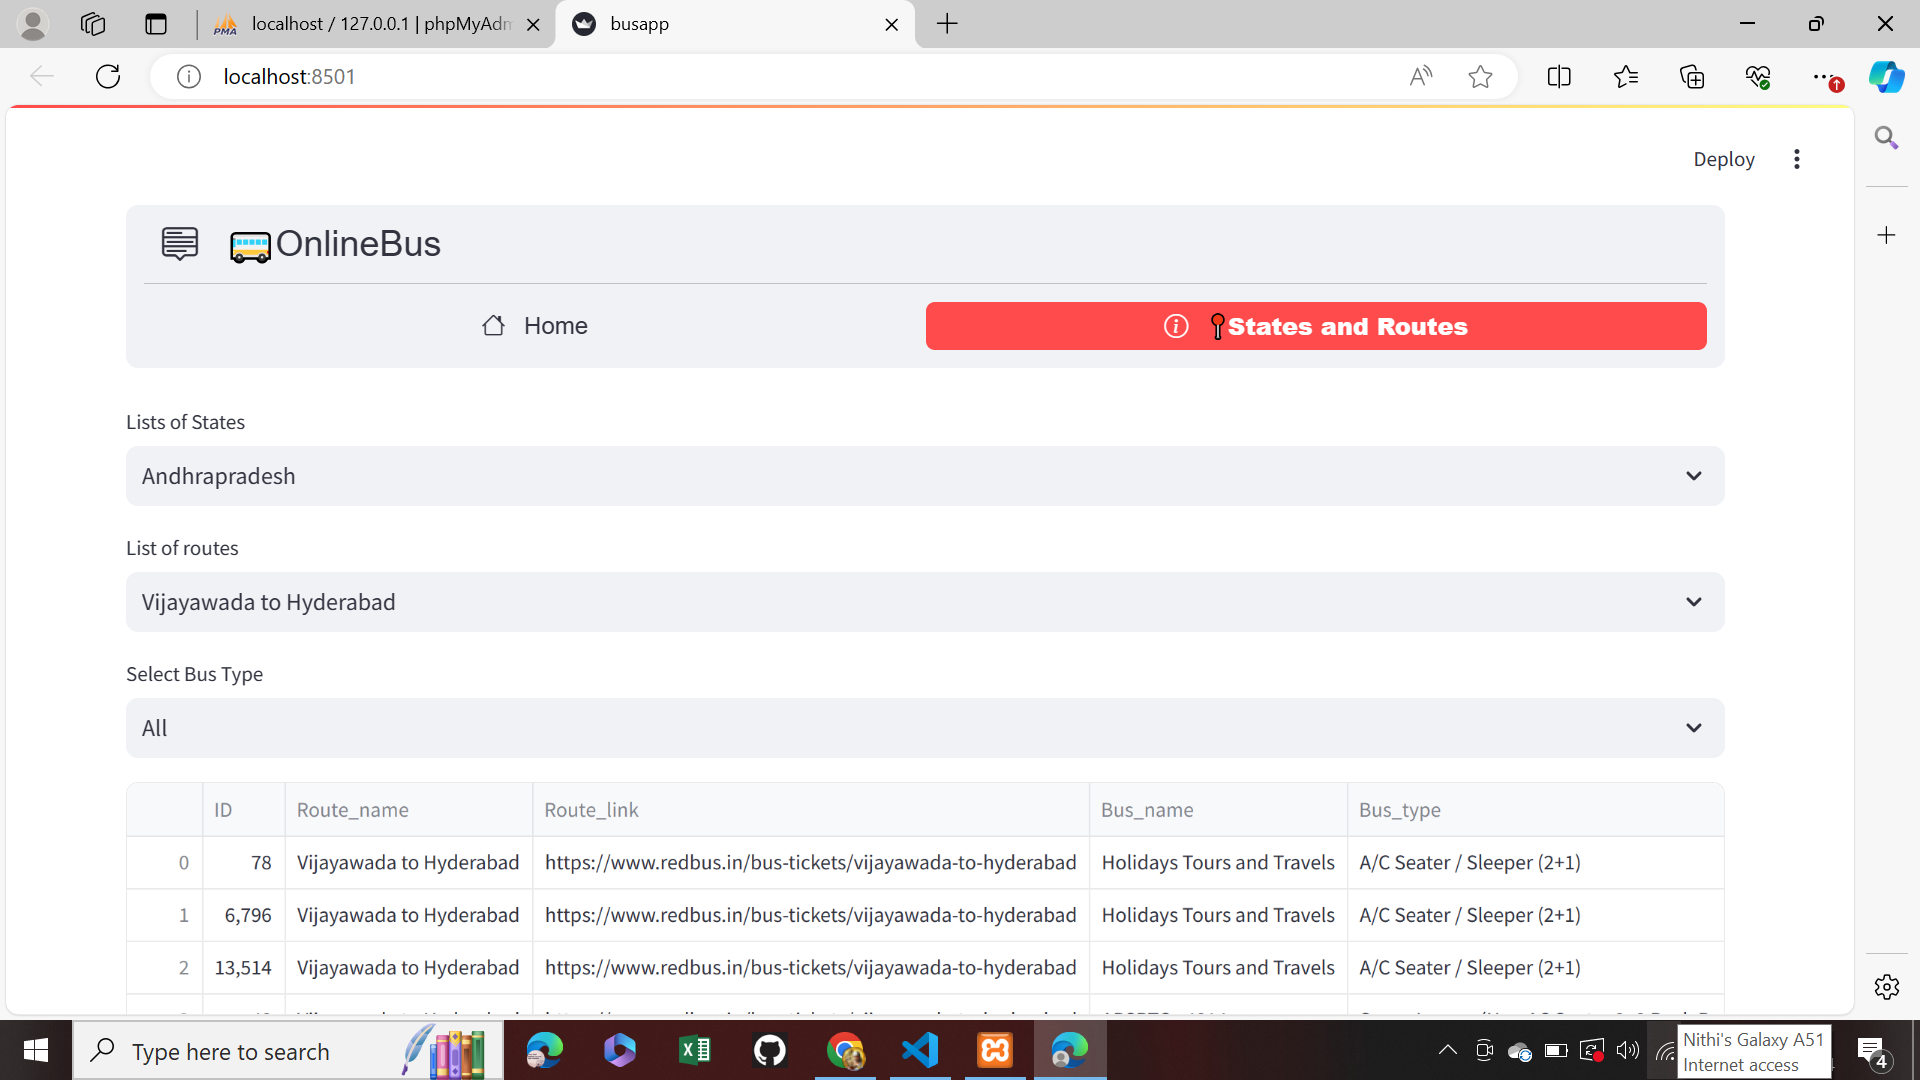 localhost / 127.0.0.1 | phpMyAdm
busapp
localhost:8501
Deploy
OnlineBus
Home
States and Routes
Lists of States
Andhrapradesh
List of routes
Vijayawada to Hyderabad
Select Bus Type
All
ID Route_name Route_link Bus_name Bus_type
0 78 Vijayawada to Hyderabad https://www.redbus.in/bus-tickets/vijayawada-to-hyderabad Holidays Tours and Travels A/C Seater / Sleeper (2+1)
1 6,796 Vijayawada to Hyderabad https://www.redbus.in/bus-tickets/vijayawada-to-hyderabad Holidays Tours and Travels A/C Seater / Sleeper (2+1)
2 13,514 Vijayawada to Hyderabad https://www.redbus.in/bus-tickets/vijayawada-to-hyderabad Holidays Tours and Travels A/C Seater / Sleeper (2+1)
Type here to search
Nithi's Galaxy A51
Internet access
4